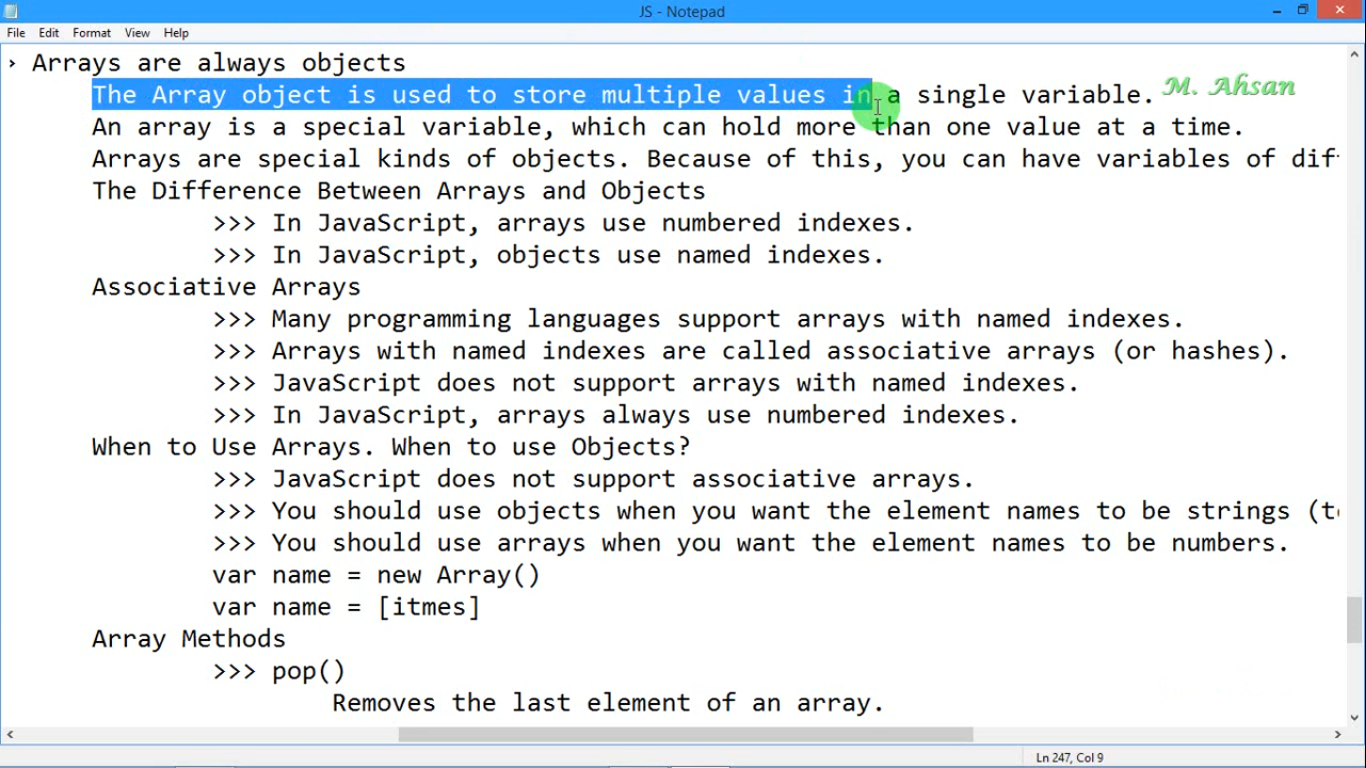 JS - Notepad
File Edit Format View Help
> Arrays are always objects
The Array object is used to store multiple values in a single variable.
M. Ahsan
An array is a special variable, which can hold more than one value at a time.
Arrays are special kinds of objects. Because of this, you can have variables of dif
The Difference Between Arrays and Objects
>>> In JavaScript, arrays use numbered indexes.
>>> In JavaScript, objects use named indexes.
Associative Arrays
>>> Many programming languages support arrays with named indexes.
>>> Arrays with named indexes are called associative arrays (or hashes).
>>> JavaScript does not support arrays with named indexes.
>>> In JavaScript, arrays always use numbered indexes.
When to Use Arrays. When to use Objects?
>>> JavaScript does not support associative arrays.
>>> You should use objects when you want the element names to be strings (t
>>> You should use arrays when you want the element names to be numbers.
var name = new Array()
var name = [itmes]
Array Methods
>>> pop()
Removes the last element of an array.
Ln 247, Col 9